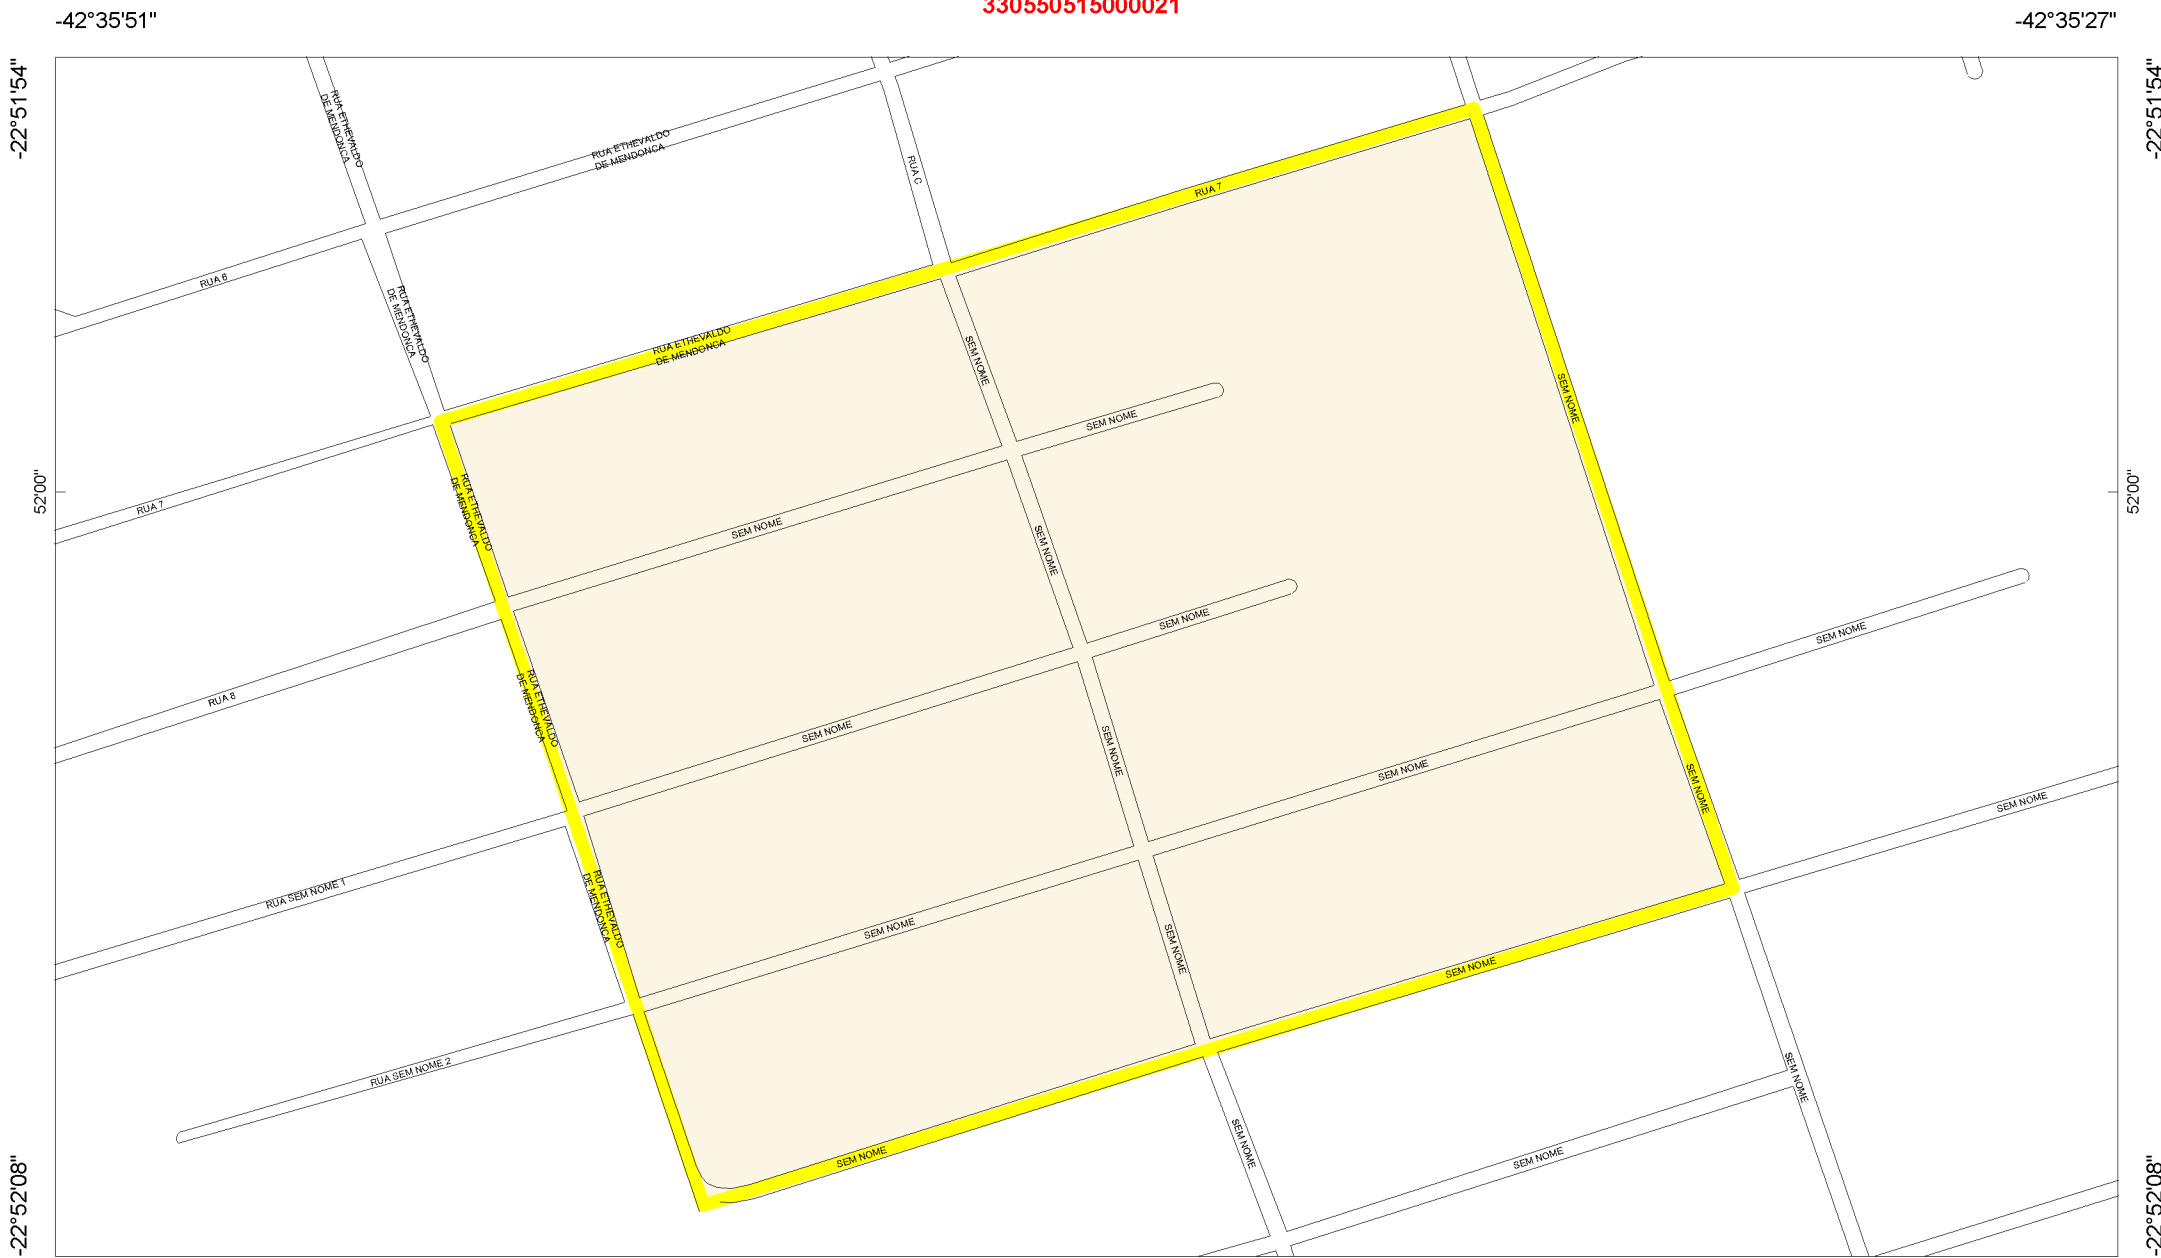 330550515000021
-42°35'51"
-42°35'27"
-22°51'54"
-22°51'54"
RUA ETHEVALDO
DE MENDONCA
RUA ETHEVALDO
DE MENDONCA
RUA C
RUA 7
RUA 6
RUA ETHEVALDO
DE MENDONCA
RUA ETHEVALDO
DE MENDONCA
SEM NOME
SEM NOME
SEM NOME
52'00"
52'00"
RUA 7
RUA ETHEVALDO
DE MENDONCA
SEM NOME
SEM NOME
SEM NOME
SEM NOME
RUA 8
RUA ETHEVALDO
DE MENDONCA
SEM NOME
SEM NOME
SEM NOME
SEM NOME
SEM NOME
RUA SEM NOME 1
RUA ETHEVALDO
DE MENDONCA
SEM NOME
SEM NOME
SEM NOME
RUA SEM NOME 2
SEM NOME
SEM NOME
SEM NOME
SEM NOME
-22°52'08"
-22°52'08"